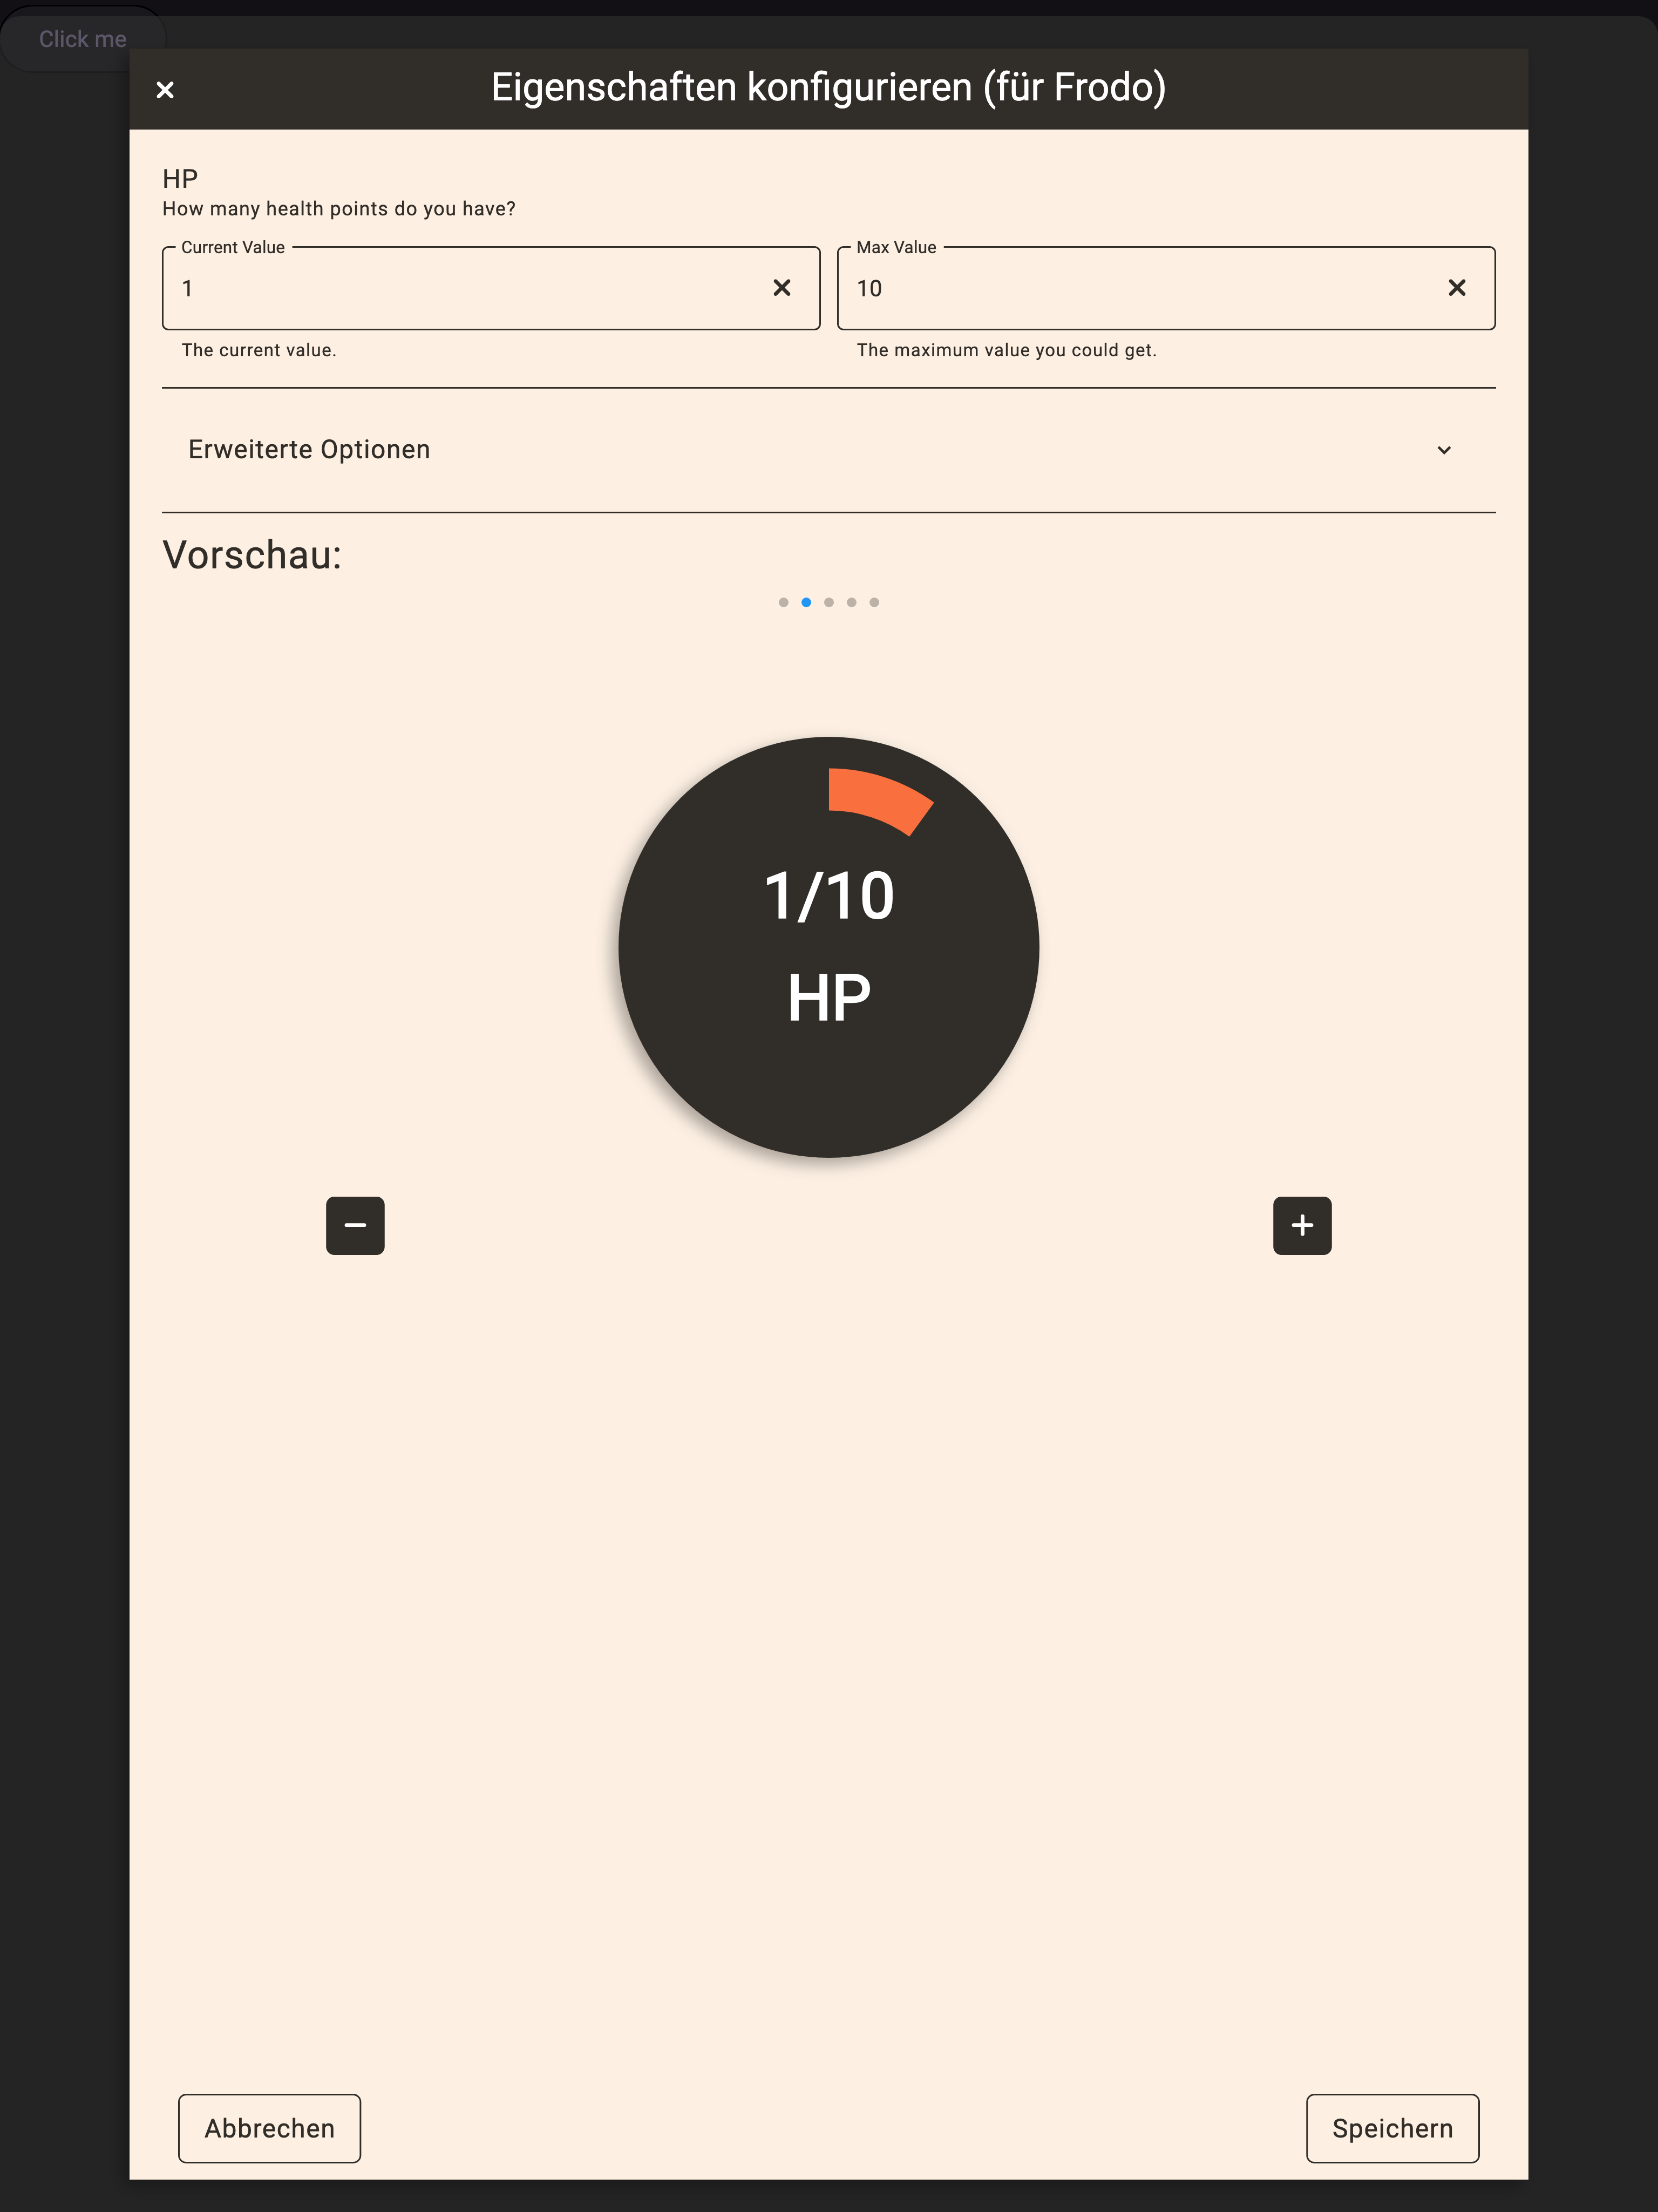 Click me
Eigenschaften konfigurieren (für Frodo)
HP
How many health points do you have?
Current Value
1
The current value.
Max Value
10
The maximum value you could get.
Erweiterte Optionen
Vorschau:
1/10
HP
Abbrechen
Speichern